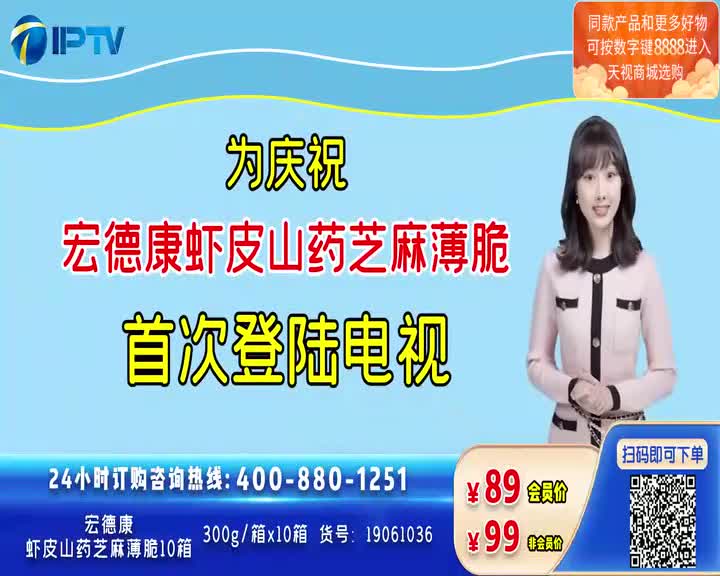 IPTV
同款产品和更多好物
可按数字键8888进入
天视商城选购
为庆祝
宏德康虾皮山药芝麻薄脆
首次登陆电视
24小时订购咨询热线:400-880-1251
宏德康
虾皮山药芝麻薄脆10箱
300g/箱x10箱 货号: 19061036
¥89 会员价
¥99 非会员价
扫码即可下单